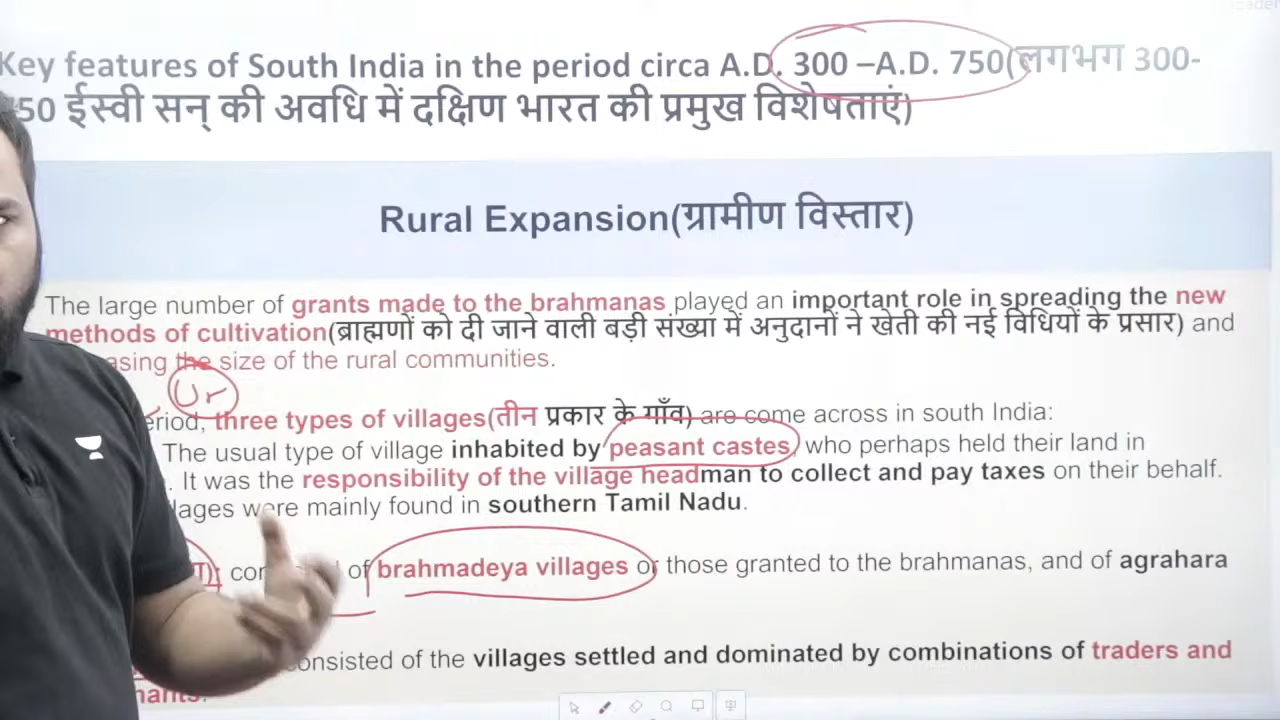 Key features of South India in the period circa A.D. 300 –A.D. 750(लगभग 300-
50 ईस्वी सन् की अवधि में दक्षिण भारत की प्रमुख विशेषताएं)
Rural Expansion(ग्रामीण विस्तार)
The large number of grants made to the brahmanas played an important role in spreading the new
methods of cultivation(ब्राह्मणों को दी जाने वाली बड़ी संख्या में अनुदानों ने खेती की नई विधियों के प्रसार) and
asing the size of the rural communities.
Ur
eriod, three types of villages(तीन प्रकार के गाँव) are come across in south India:
The usual type of village inhabited by peasant castes, who perhaps held their land in
. It was the responsibility of the village headman to collect and pay taxes on their behalf.
lages were mainly found in southern Tamil Nadu.
of brahmadeya villages or those granted to the brahmanas, and of agrahara
onsisted of the villages settled and dominated by combinations of traders and
hants.